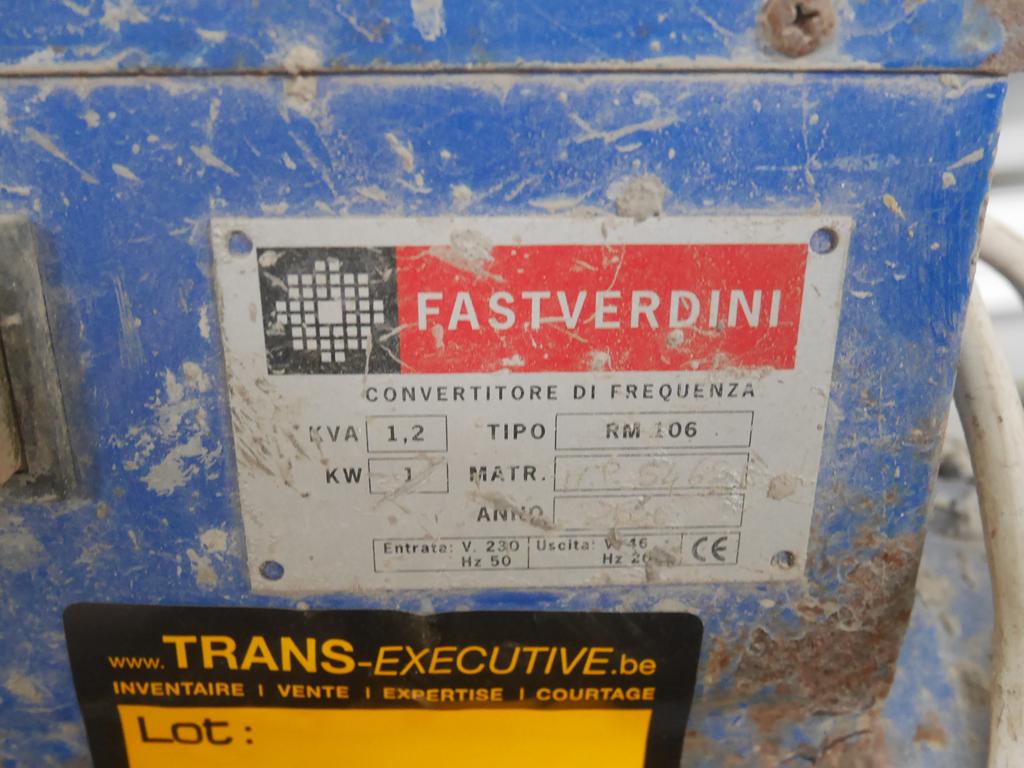 FASTVERDINI
CONVERTITORE DI FREQUENZA
KVA 1,2 TIPO RM 106
KW 1 MATR.
ANNO
Entrata: V. 230 Uscita: V.
Hz 50 Hz CE
www.TRANS-EXECUTIVE.be
INVENTAIRE | VENTE | EXPERTISE | COURTAGE
Lot: